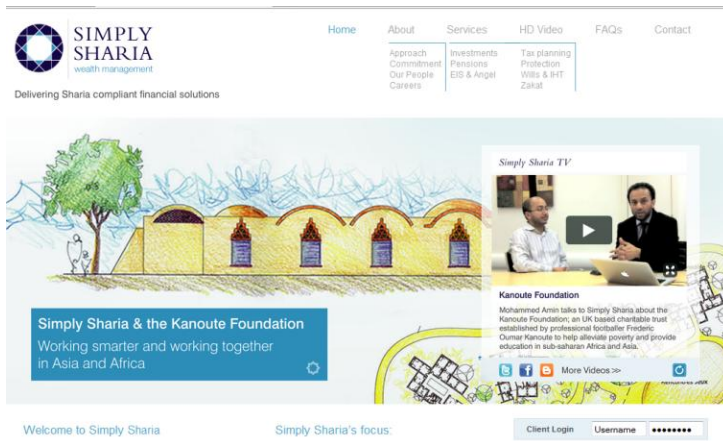 SIMPLY
SHARIA
wealth management
Delivering Sharia compliant financial solutions
Home About Services HD Video FAQs Contact
Approach
Commitment
Our People
Careers
Investments
Pensions
EIS & Angel
Tax planning
Protection
Wills & IHT
Zakat
Simply Sharia TV
Kanoute Foundation
Mohammed Amin talks to Simply Sharia about the
Kanoute Foundation; an UK based charitable trust
established by professional footballer Frederic
Oumar Kanoute to help alleviate poverty and provide
education in sub-saharan Africa and Asia.
More Videos >>
Simply Sharia & the Kanoute Foundation
Working smarter and working together
in Asia and Africa
Welcome to Simply Sharia
Simply Sharia's focus:
Client Login Username ••••••••